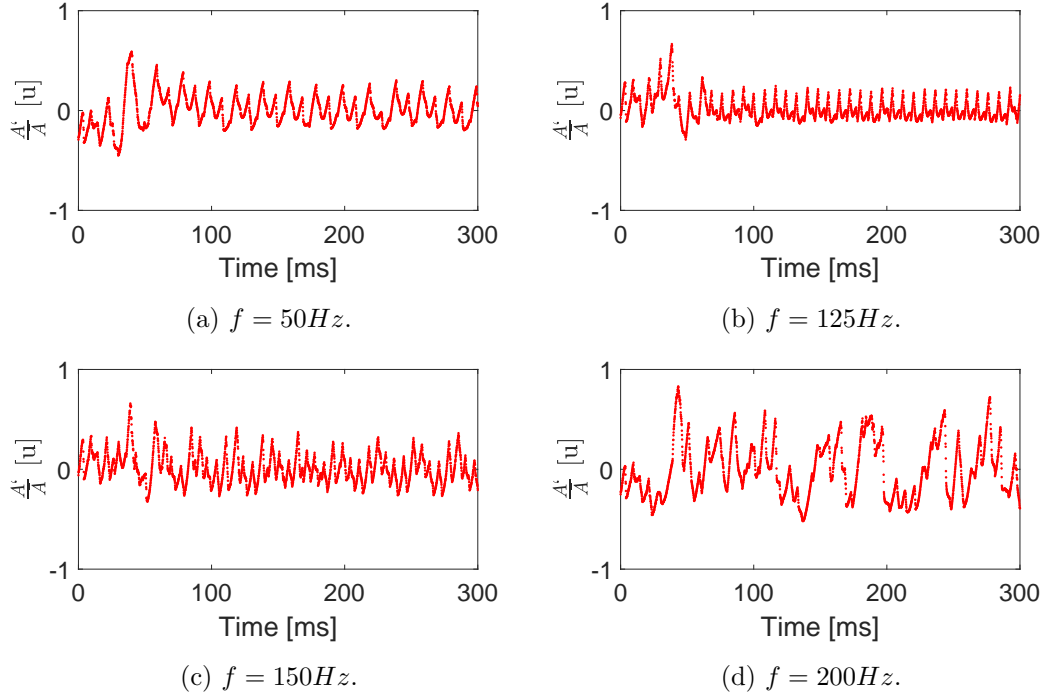 1
0
-1
A‘/A [u]
0 100 200 300
Time [ms]
(a) f = 50Hz.
1
0
-1
A‘/A [u]
0 100 200 300
Time [ms]
(b) f = 125Hz.
1
0
-1
A‘/A [u]
0 100 200 300
Time [ms]
(c) f = 150Hz.
1
0
-1
A‘/A [u]
0 100 200 300
Time [ms]
(d) f = 200Hz.